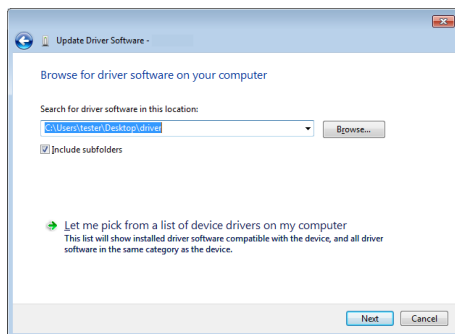 Update Driver Software -
Browse for driver software on your computer
Search for driver software in this location:
C:\Users\tester\Desktop\driver
Browse...
Include subfolders
Let me pick from a list of device drivers on my computer
This list will show installed driver software compatible with the device, and all driver
software in the same category as the device.
Next
Cancel